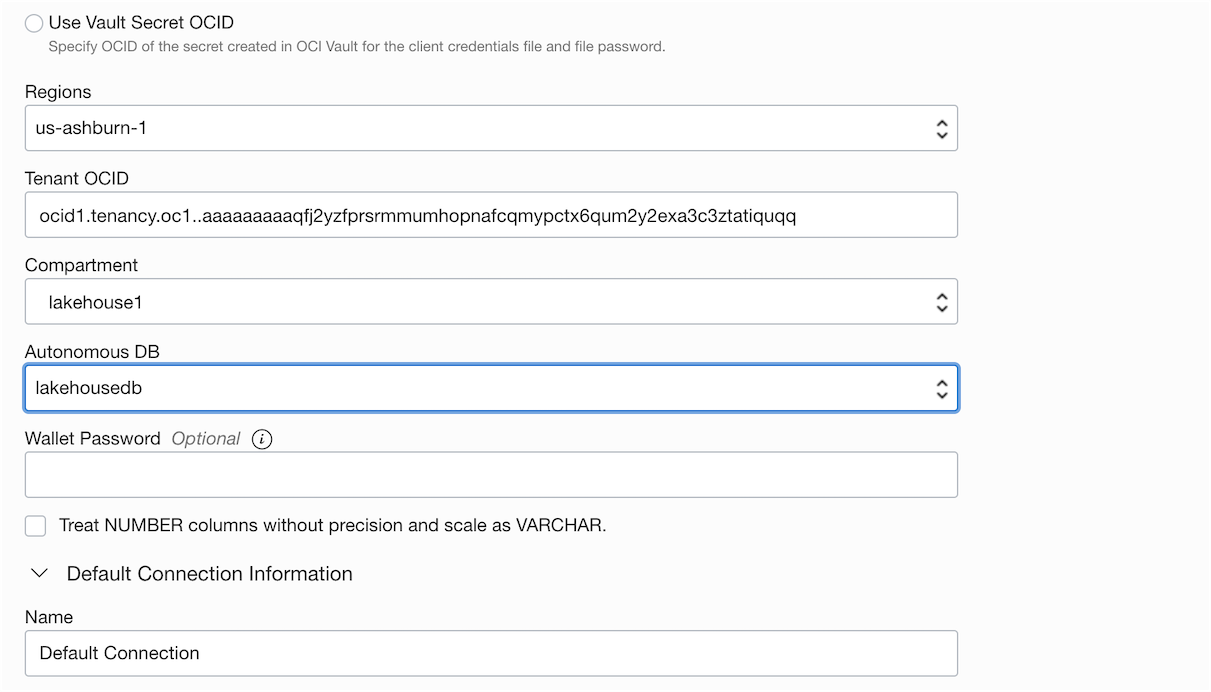 Use Vault Secret OCID
Specify OCID of the secret created in OCI Vault for the client credentials file and file password.
Regions
us-ashburn-1
Tenant OCID
ocid1.tenancy.oc1..aaaaaaaaaqfj2yzfprsrmmumhopnafcqmypctx6qum2y2exa3c3ztatiquqq
Compartment
lakehouse1
Autonomous DB
lakehousedb
Wallet Password Optional i
Treat NUMBER columns without precision and scale as VARCHAR.
Default Connection Information
Name
Default Connection